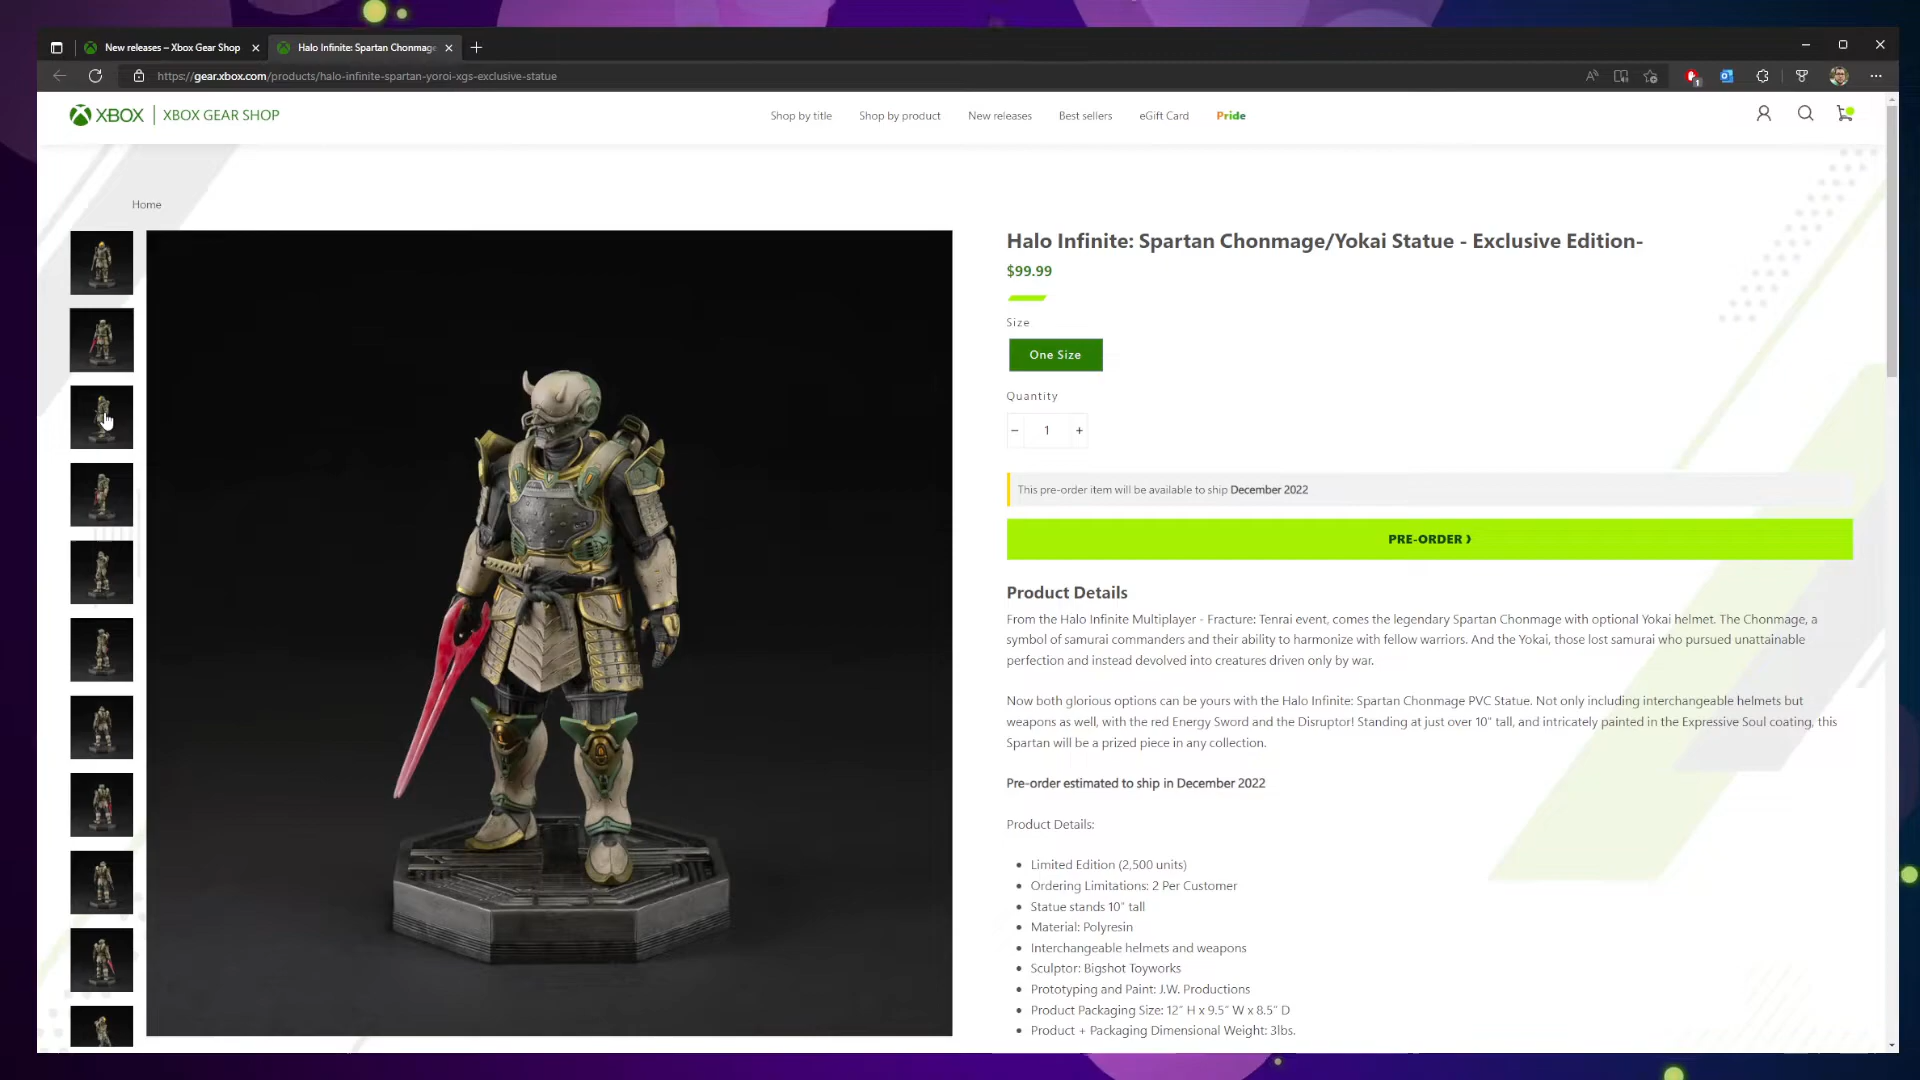 New releases – Xbox Gear Shop
Halo Infinite: Spartan Chonmage
https://gear.xbox.com/products/halo-infinite-spartan-yoroi-xgs-exclusive-statue
XBOX | XBOX GEAR SHOP
Shop by title
Shop by product
New releases
Best sellers
eGift Card
Pride
Home
Halo Infinite: Spartan Chonmage/Yokai Statue - Exclusive Edition-
$99.99
Size
One Size
Quantity
− 1 +
This pre-order item will be available to ship December 2022
PRE-ORDER ›
Product Details
From the Halo Infinite Multiplayer - Fracture: Tenrai event, comes the legendary Spartan Chonmage with optional Yokai helmet. The Chonmage, a
symbol of samurai commanders and their ability to harmonize with fellow warriors. And the Yokai, those lost samurai who pursued unattainable
perfection and instead devolved into creatures driven only by war.
Now both glorious options can be yours with the Halo Infinite: Spartan Chonmage PVC Statue. Not only including interchangeable helmets but
weapons as well, with the red Energy Sword and the Disruptor! Standing at just over 10" tall, and intricately painted in the Expressive Soul coating, this
Spartan will be a prized piece in any collection.
Pre-order estimated to ship in December 2022
Product Details:
• Limited Edition (2,500 units)
• Ordering Limitations: 2 Per Customer
• Statue stands 10" tall
• Material: Polyresin
• Interchangeable helmets and weapons
• Sculptor: Bigshot Toyworks
• Prototyping and Paint: J.W. Productions
• Product Packaging Size: 12" H x 9.5" W x 8.5" D
• Product + Packaging Dimensional Weight: 3lbs.